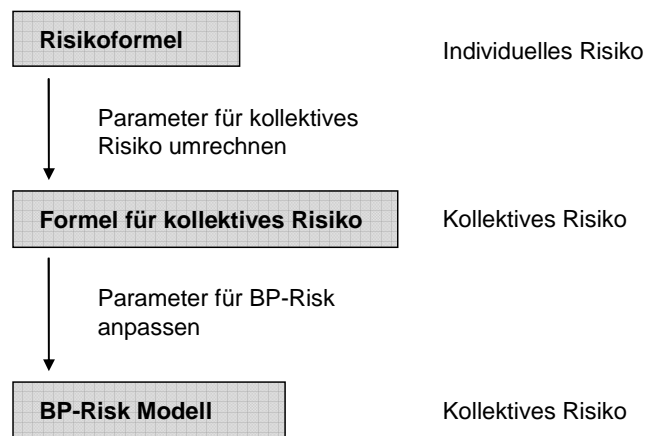 Risikoformel
Individuelles Risiko
Parameter für kollektives
Risiko umrechnen
Formel für kollektives Risiko
Kollektives Risiko
Parameter für BP-Risk
anpassen
BP-Risk Modell
Kollektives Risiko